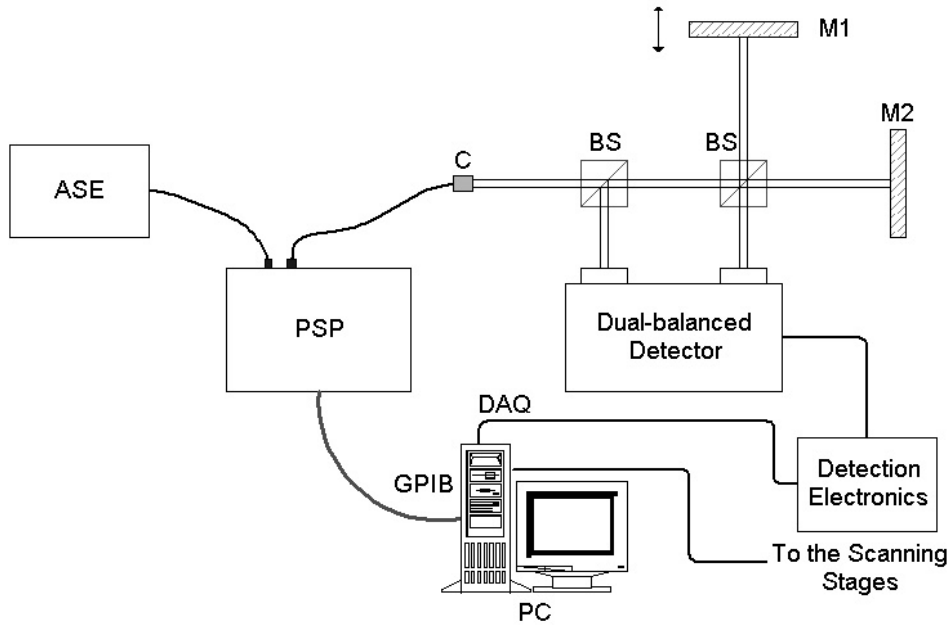 M1
M2
BS
BS
C
ASE
PSP
Dual-balanced
Detector
DAQ
GPIB
Detection
Electronics
To the Scanning
Stages
PC